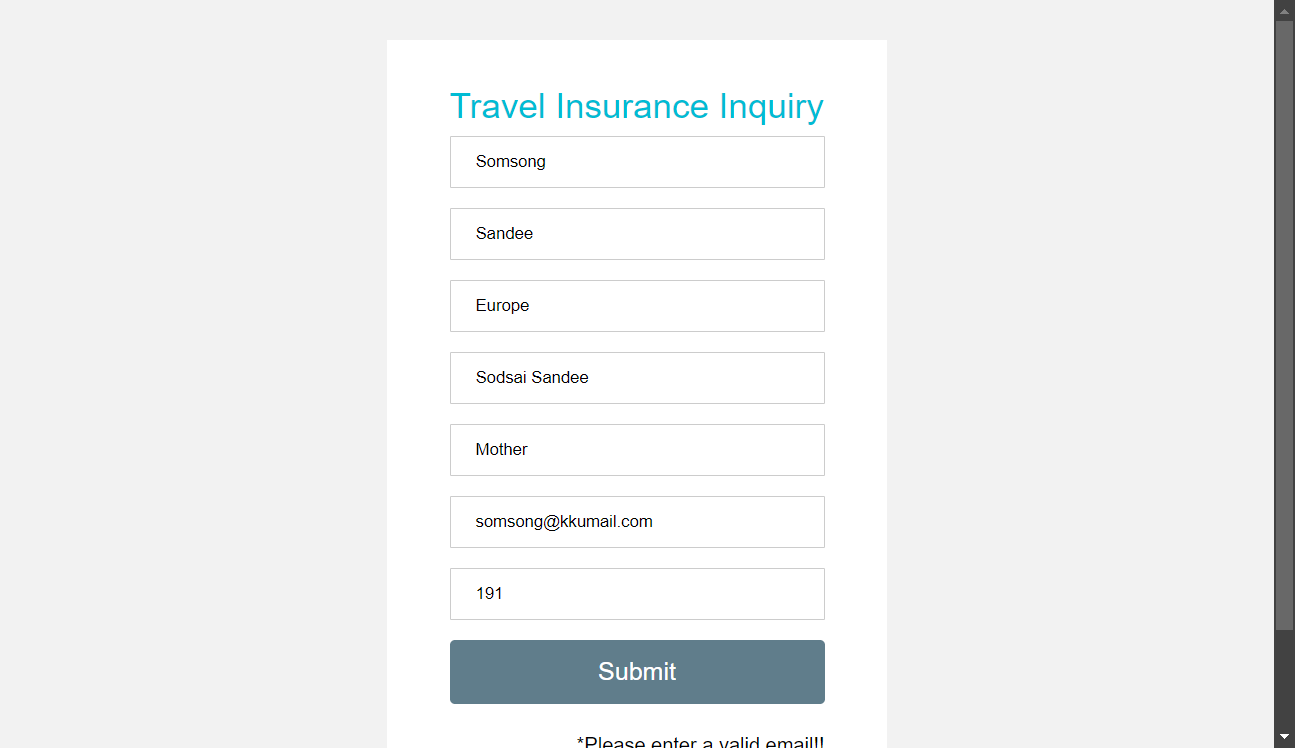 Travel Insurance Inquiry
Somsong
Sandee
Europe
Sodsai Sandee
Mother
somsong@kkumail.com
191
Submit
*Please enter a valid email!!